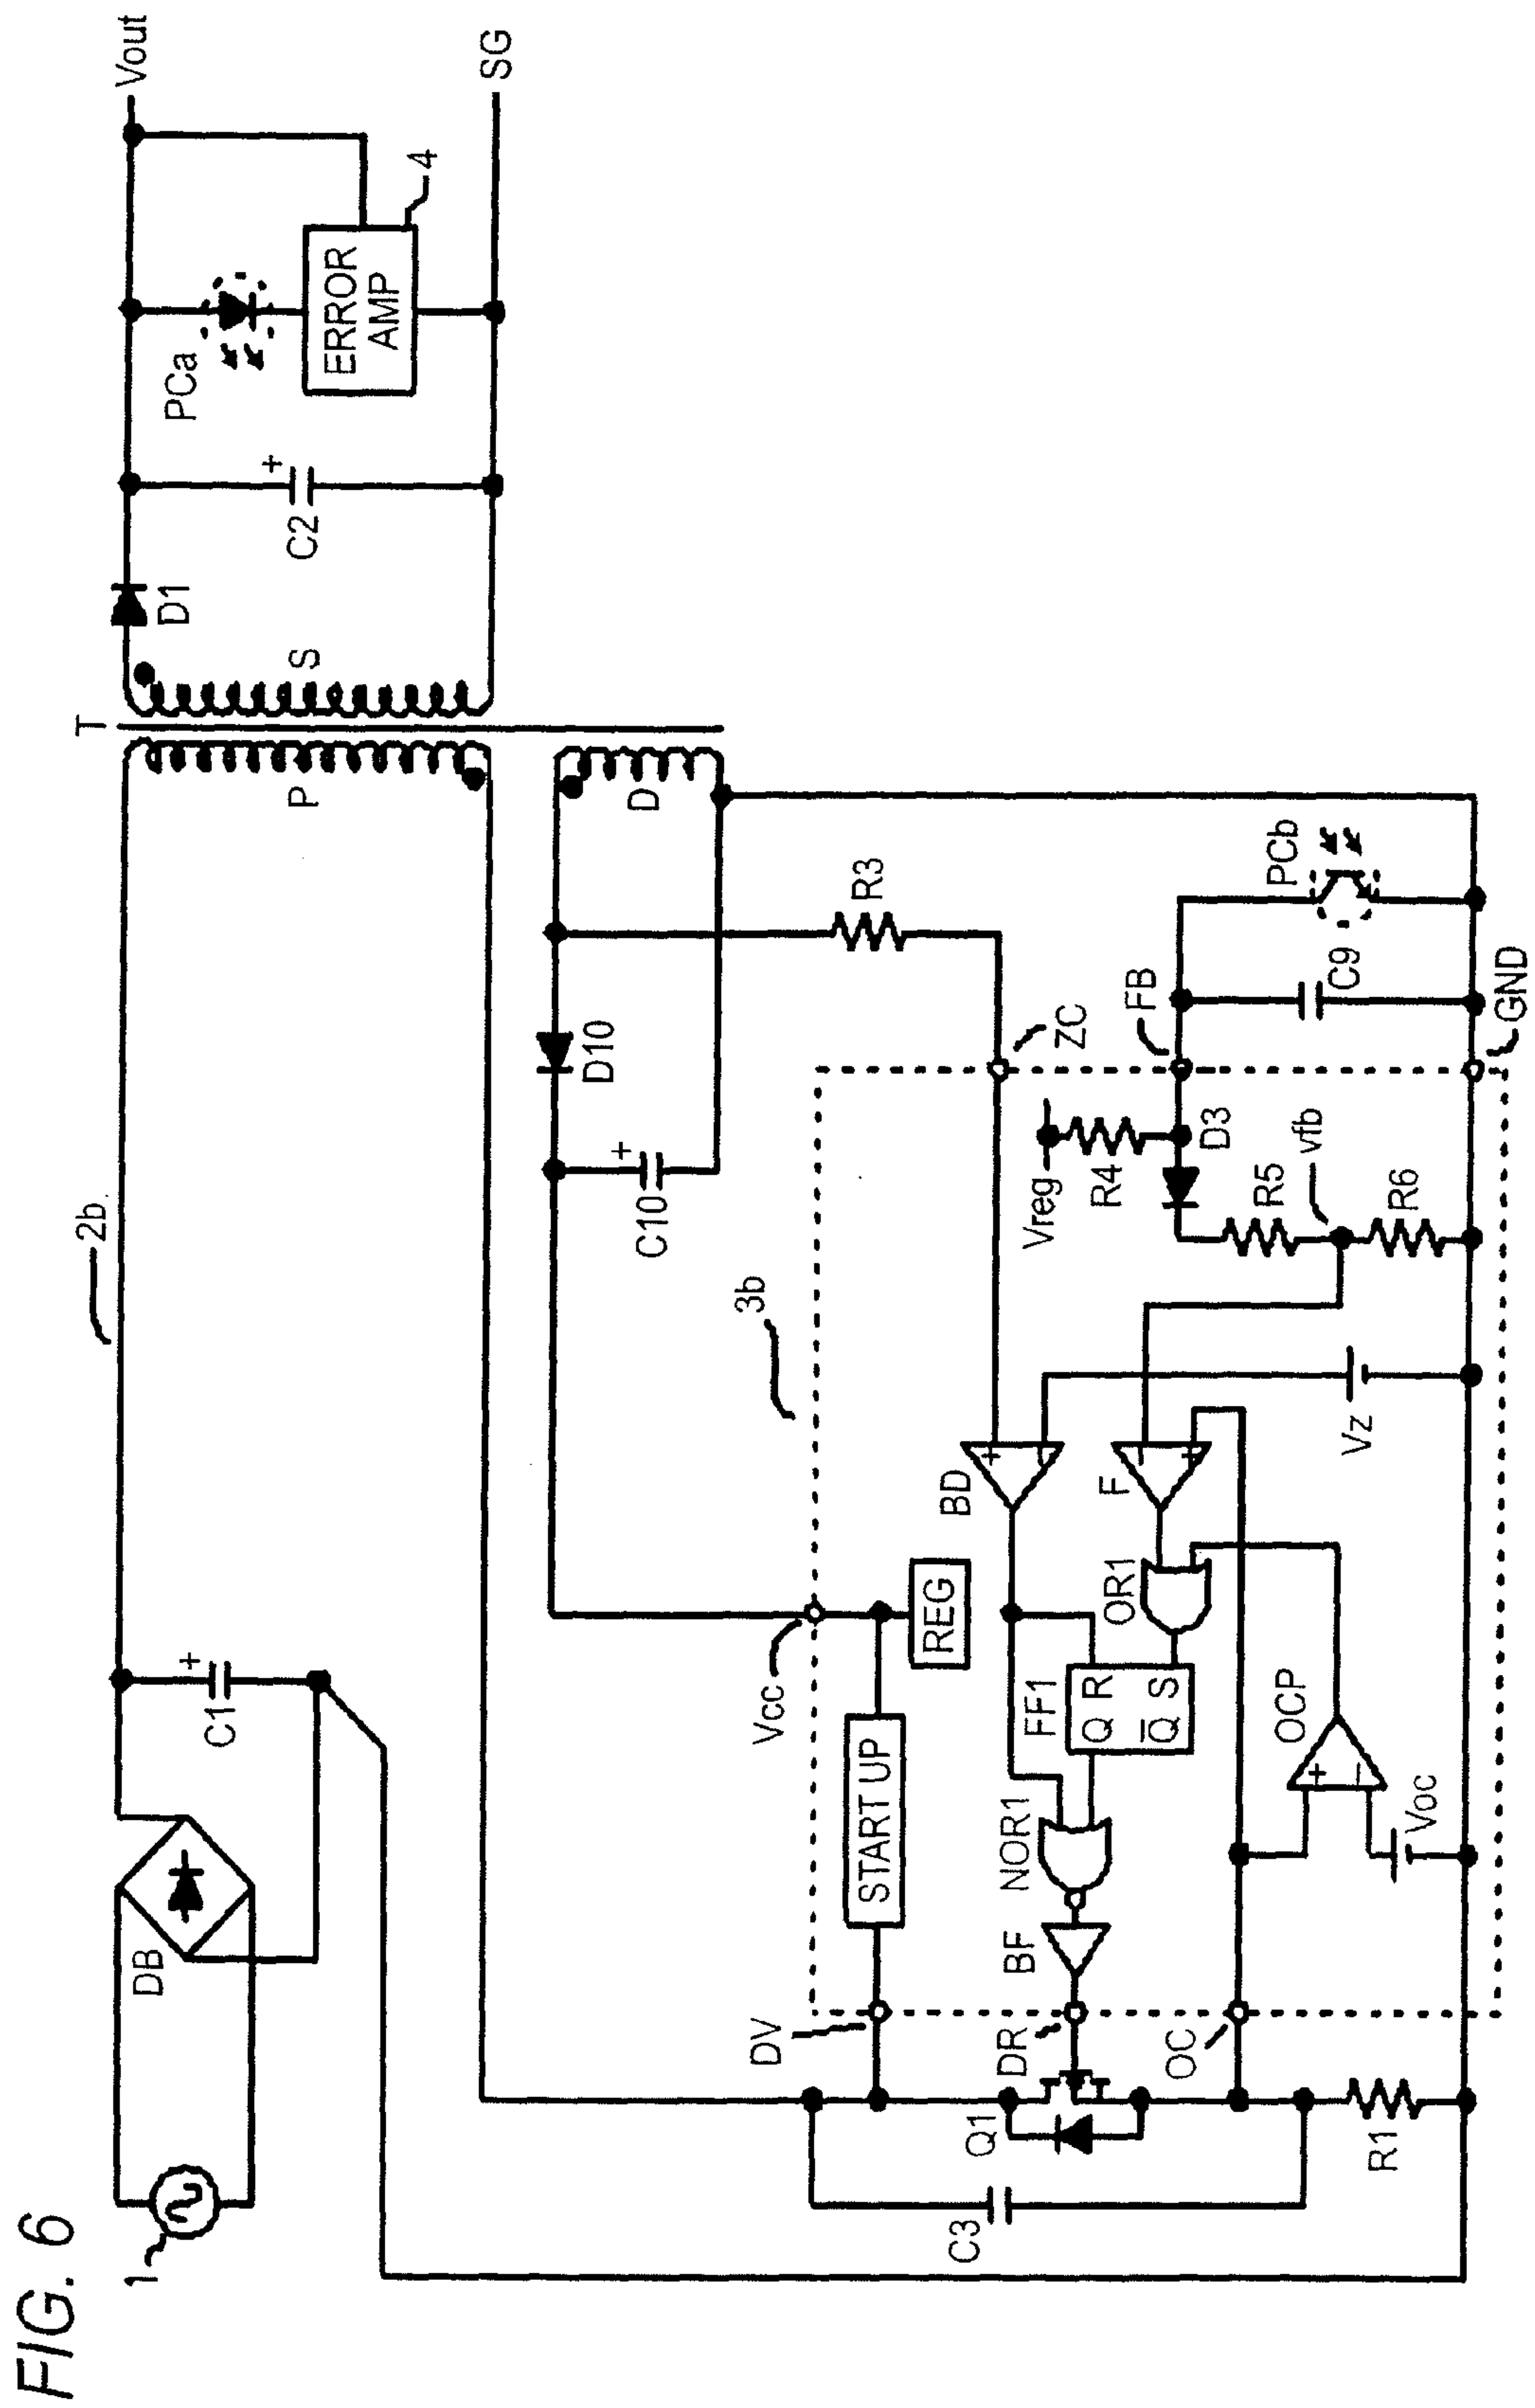 FIG. 6
1
DB
C1
+
2b
T
P
S
D1
C2
+
PCa
ERROR
AMP
4
Vout
SG
D
D10
C10
+
R3
3b
Vcc
REG
START UP
DV
ZC
Vreg
R4
FB
D3
PCb
C9
GND
R5
vfb
R6
BD
+
−
F
−
+
Vz
OR1
FF1
Q R
Q̅ S
NOR1
BF
DR
OCP
+
−
Voc
OC
Q1
C3
R1